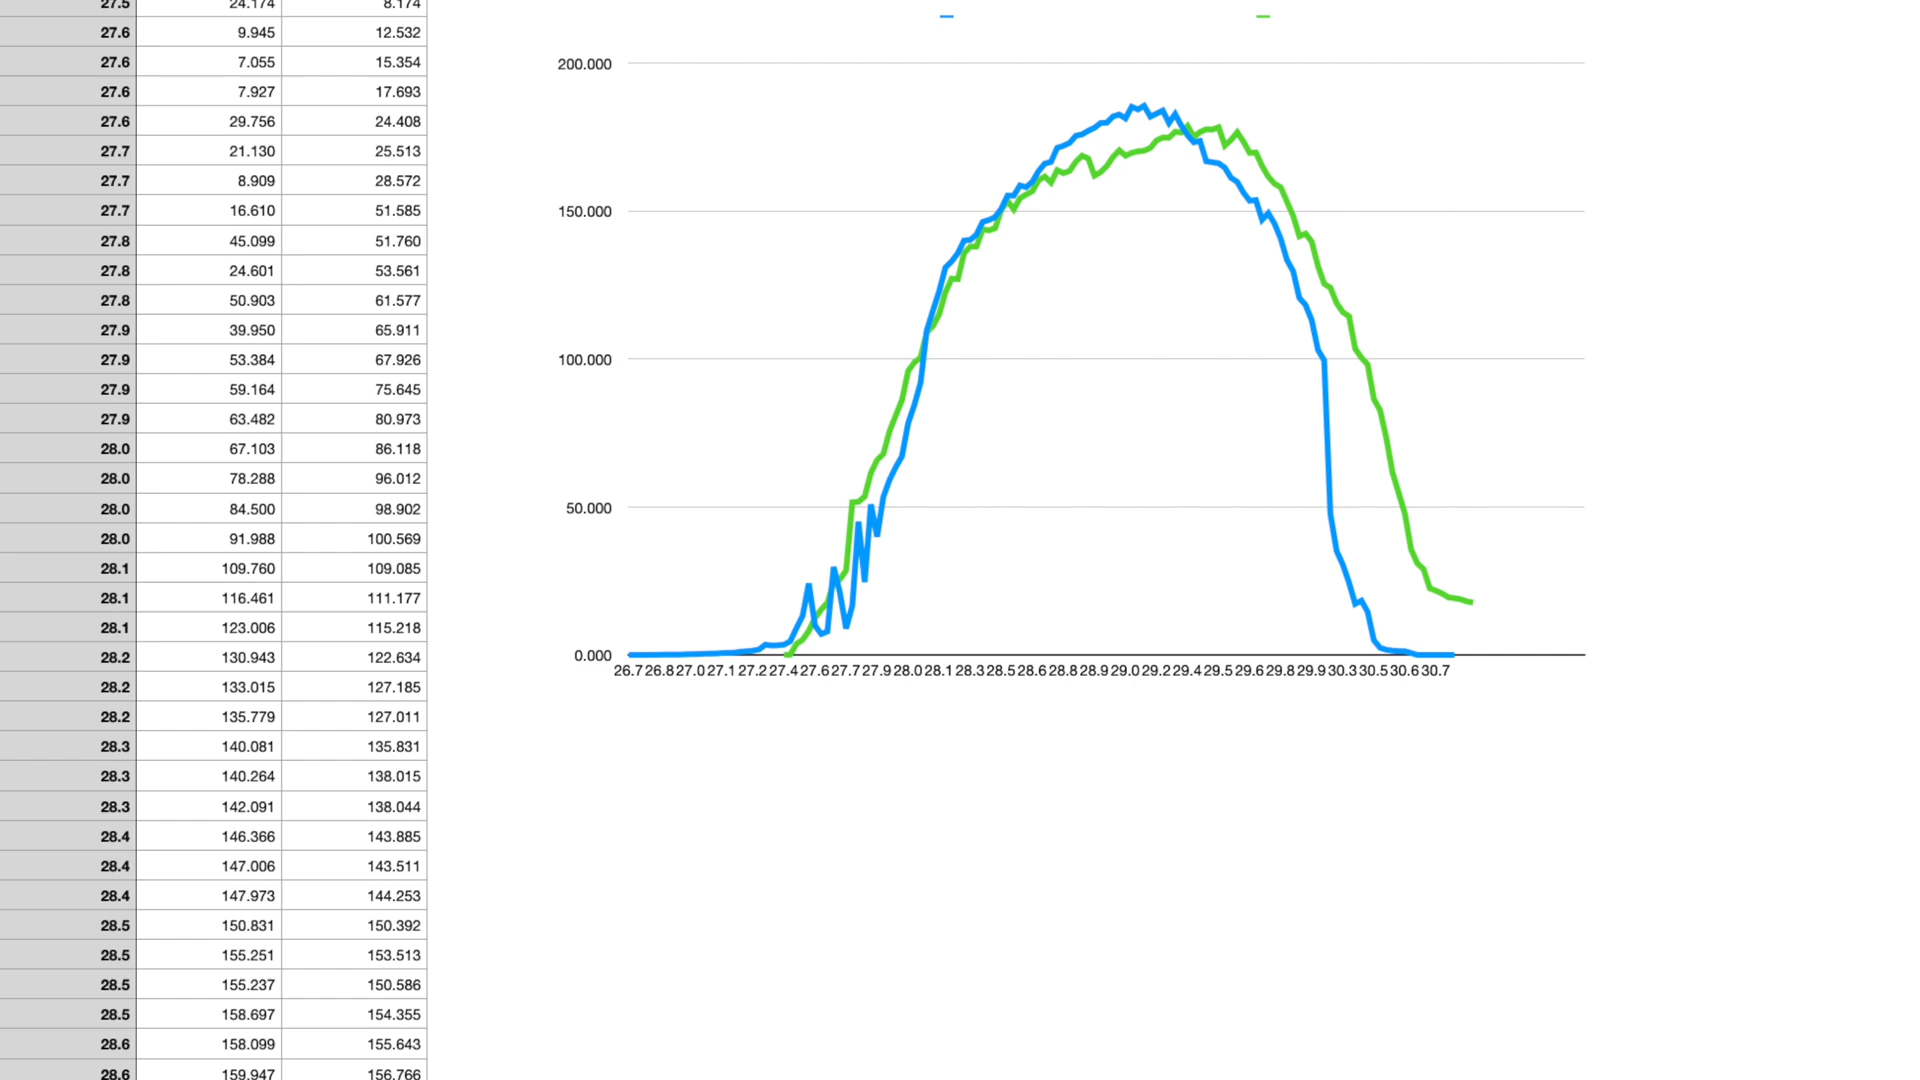 27.5 24.174 8.174
27.6 9.945 12.532
27.6 7.055 15.354
27.6 7.927 17.693
27.6 29.756 24.408
27.7 21.130 25.513
27.7 8.909 28.572
27.7 16.610 51.585
27.8 45.099 51.760
27.8 24.601 53.561
27.8 50.903 61.577
27.9 39.950 65.911
27.9 53.384 67.926
27.9 59.164 75.645
27.9 63.482 80.973
28.0 67.103 86.118
28.0 78.288 96.012
28.0 84.500 98.902
28.0 91.988 100.569
28.1 109.760 109.085
28.1 116.461 111.177
28.1 123.006 115.218
28.2 130.943 122.634
28.2 133.015 127.185
28.2 135.779 127.011
28.3 140.081 135.831
28.3 140.264 138.015
28.3 142.091 138.044
28.4 146.366 143.885
28.4 147.006 143.511
28.4 147.973 144.253
28.5 150.831 150.392
28.5 155.251 153.513
28.5 155.237 150.586
28.5 158.697 154.355
28.6 158.099 155.643
28.6 159.947 156.766
200.000
150.000
100.000
50.000
0.000
26.7 26.8 27.0 27.1 27.2 27.4 27.6 27.7 27.9 28.0 28.1 28.3 28.5 28.6 28.8 28.9 29.0 29.2 29.4 29.5 29.6 29.8 29.9 30.3 30.5 30.6 30.7